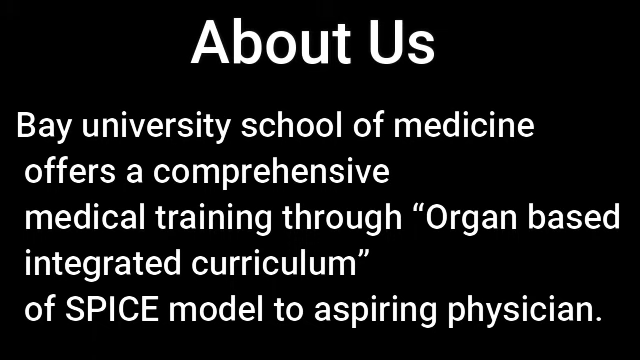 About Us
Bay university school of medicine
offers a comprehensive
medical training through “Organ based
integrated curriculum”
of SPICE model to aspiring physician.